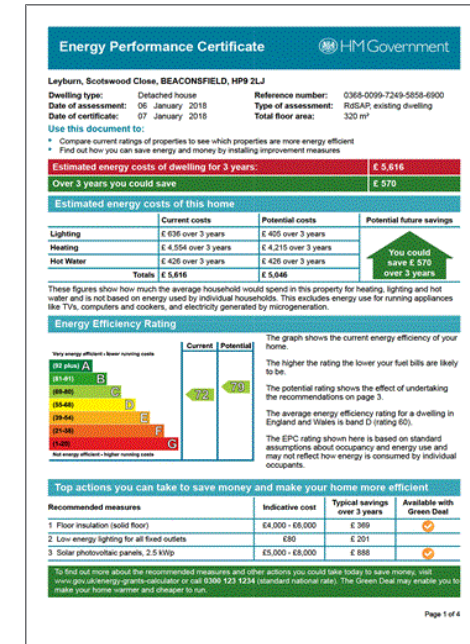 Energy Performance Certificate
HM Government
Leyburn, Scotswood Close, BEACONSFIELD, HP9 2LJ
Dwelling type: Detached house
Date of assessment: 06 January 2018
Date of certificate: 07 January 2018
Reference number: 0368-0099-7249-5858-6900
Type of assessment: RdSAP, existing dwelling
Total floor area: 320 m²
Use this document to:
• Compare current ratings of properties to see which properties are more energy efficient
• Find out how you can save energy and money by installing improvement measures
Estimated energy costs of dwelling for 3 years: £ 5,616
Over 3 years you could save £ 570
Estimated energy costs of this home
Current costs Potential costs Potential future savings
Lighting £ 636 over 3 years £ 405 over 3 years
Heating £ 4,554 over 3 years £ 4,215 over 3 years
Hot Water £ 426 over 3 years £ 426 over 3 years
Totals £ 5,616 £ 5,046
You could
save £ 570
over 3 years
These figures show how much the average household would spend in this property for heating, lighting and hot
water and is not based on energy used by individual households. This excludes energy use for running appliances
like TVs, computers and cookers, and electricity generated by microgeneration.
Energy Efficiency Rating
Current Potential
Very energy efficient - lower running costs
(92 plus) A
(81-91) B
(69-80) C
(55-68) D
(39-54) E
(21-38) F
(1-20) G
Not energy efficient - higher running costs
72
79
The graph shows the current energy efficiency of your
home.
The higher the rating the lower your fuel bills are likely
to be.
The potential rating shows the effect of undertaking
the recommendations on page 3.
The average energy efficiency rating for a dwelling in
England and Wales is band D (rating 60).
The EPC rating shown here is based on standard
assumptions about occupancy and energy use and
may not reflect how energy is consumed by individual
occupants.
Top actions you can take to save money and make your home more efficient
Recommended measures Indicative cost Typical savings
over 3 years Available with
Green Deal
1 Floor insulation (solid floor) £4,000 - £6,000 £ 369
2 Low energy lighting for all fixed outlets £80 £ 201
3 Solar photovoltaic panels, 2.5 kWp £5,000 - £8,000 £ 888
To find out more about the recommended measures and other actions you could take today to save money, visit
www.gov.uk/energy-grants-calculator or call 0300 123 1234 (standard national rate). The Green Deal may enable you to
make your home warmer and cheaper to run.
Page 1 of 4